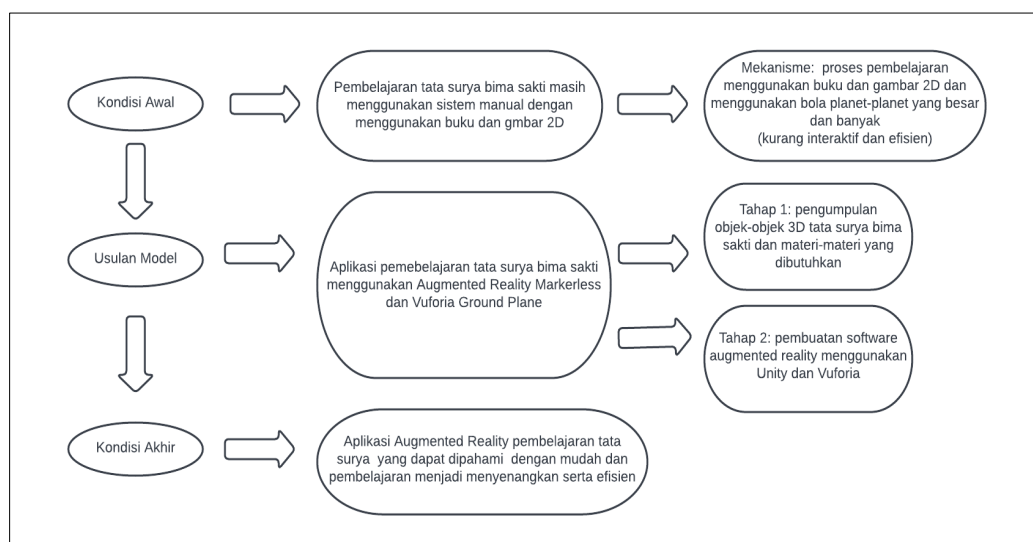 Kondisi Awal
Pembelajaran tata surya bima sakti masih
menggunakan sistem manual dengan
menggunakan buku dan gmbar 2D
Mekanisme: proses pembelajaran
menggunakan buku dan gambar 2D dan
menggunakan bola planet-planet yang besar
dan banyak
(kurang interaktif dan efisien)
Usulan Model
Aplikasi pemebelajaran tata surya bima sakti
menggunakan Augmented Reality Markerless
dan Vuforia Ground Plane
Tahap 1: pengumpulan
objek-objek 3D tata surya bima
sakti dan materi-materi yang
dibutuhkan
Tahap 2: pembuatan software
augmented reality menggunakan
Unity dan Vuforia
Kondisi Akhir
Aplikasi Augmented Reality pembelajaran tata
surya yang dapat dipahami dengan mudah dan
pembelajaran menjadi menyenangkan serta efisien